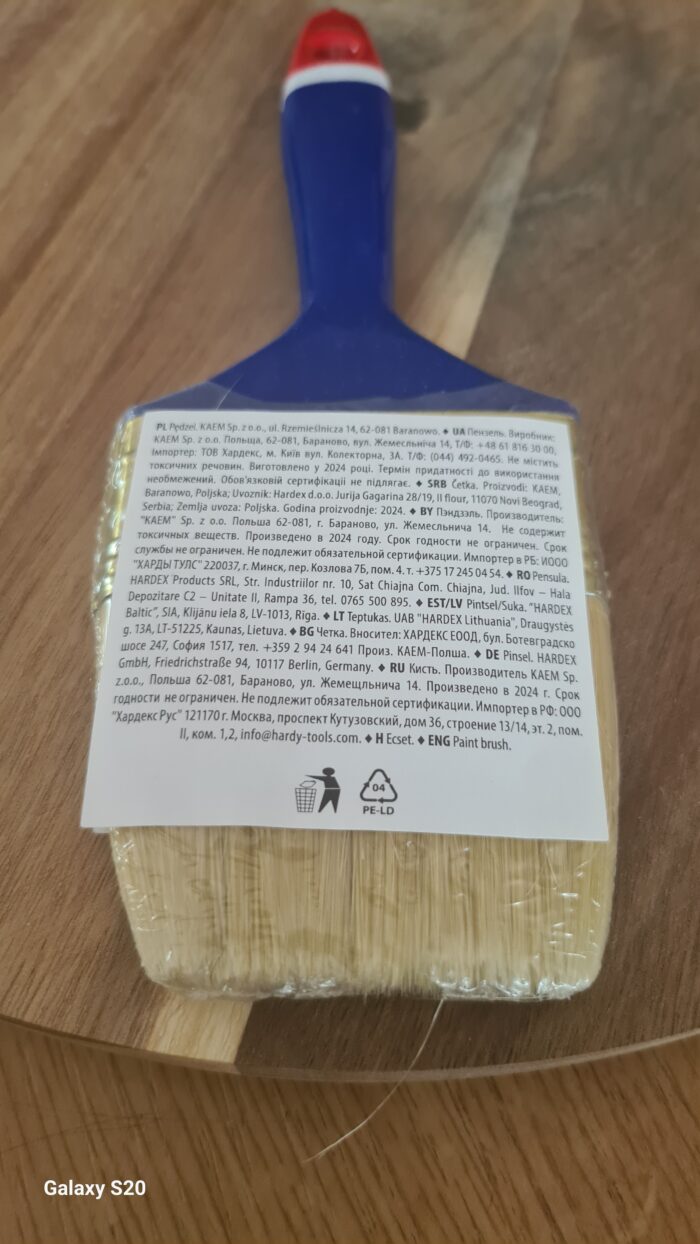 PL Pędzel. KAEM Sp. z o.o., ul. Rzemieślnicza 14, 62-081 Baranowo. ♦ UA Пензель. Виробник:
КАЕМ Sp. z o.o. Польща, 62-081, Бараново, вул. Жемесльніча 14, Т/Ф: +48 61 816 30 00,
Імпортер: ТОВ Хардекс, м. Київ вул. Колекторна, 3А. Т/Ф: (044) 492-0465. Не містить
токсичних речовин. Виготовлено у 2024 році. Термін придатності до використання
необмежений. Обов'язковій сертифікації не підлягає. ♦ SRB Četka. Proizvodi: KAEM,
Baranowo, Poljska; Uvoznik: Hardex d.o.o. Jurija Gagarina 28/19, II flour, 11070 Novi Beograd,
Serbia; Zemlja uvoza: Poljska. Godina proizvodnje: 2024. ♦ BY Пэндзэль. Производитель:
"КАЕМ" Sp. z o.o. Польша 62-081, г. Бараново, ул. Жемесльнича 14. Не содержит
токсичных веществ. Произведено в 2024 году. Срок годности не ограничен. Срок
службы не ограничен. Не подлежит обязательной сертификации. Импортер в РБ: ИООО
"ХАРДЫ ТУЛС" 220037, г. Минск, пер. Козлова 7Б, пом. 4. т. +375 17 245 04 54. ♦ RO Pensula.
HARDEX Products SRL, Str. Industriilor nr. 10, Sat Chiajna Com. Chiajna, Jud. Ilfov – Hala
Depozitare C2 – Unitate II, Rampa 36, tel. 0765 500 895. ♦ EST/LV Pintsel/Suka. "HARDEX
Baltic", SIA, Klijānu iela 8, LV-1013, Rīga. ♦ LT Teptukas. UAB "HARDEX Lithuania", Draugystės
g. 13A, LT-51225, Kaunas, Lietuva. ♦ BG Четка. Вносител: ХАРДЕКС ЕООД, бул. Ботевградско
шосе 247, София 1517, тел. +359 2 94 24 641 Произ. КАЕМ-Полша. ♦ DE Pinsel. HARDEX
GmbH, Friedrichstraße 94, 10117 Berlin, Germany. ♦ RU Кисть. Производитель KAEM Sp.
z.o.o., Польша 62-081, Бараново, ул. Жемещльнича 14. Произведено в 2024 г. Срок
годности не ограничен. Не подлежит обязательной сертификации. Импортер в РФ: ООО
"Хардекс Рус" 121170 г. Москва, проспект Кутузовский, дом 36, строение 13/14, эт. 2, пом.
II, ком. 1,2, info@hardy-tools.com. ♦ H Ecset. ♦ ENG Paint brush.
04
PE-LD
Galaxy S20